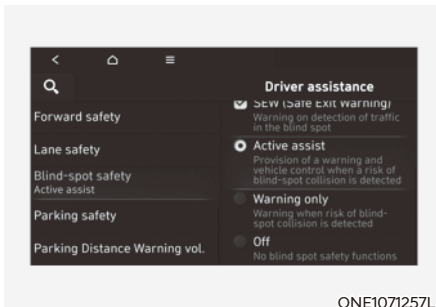 Driver assistance
Forward safety
Lane safety
Blind-spot safety
Active assist
Parking safety
Parking Distance Warning vol.
SEW (Safe Exit Warning)
Warning on detection of traffic
in the blind spot
Active assist
Provision of a warning and
vehicle control when a risk of
blind-spot collision is detected
Warning only
Warning when risk of blind-
spot collision is detected
Off
No blind spot safety functions
ONE1071257L